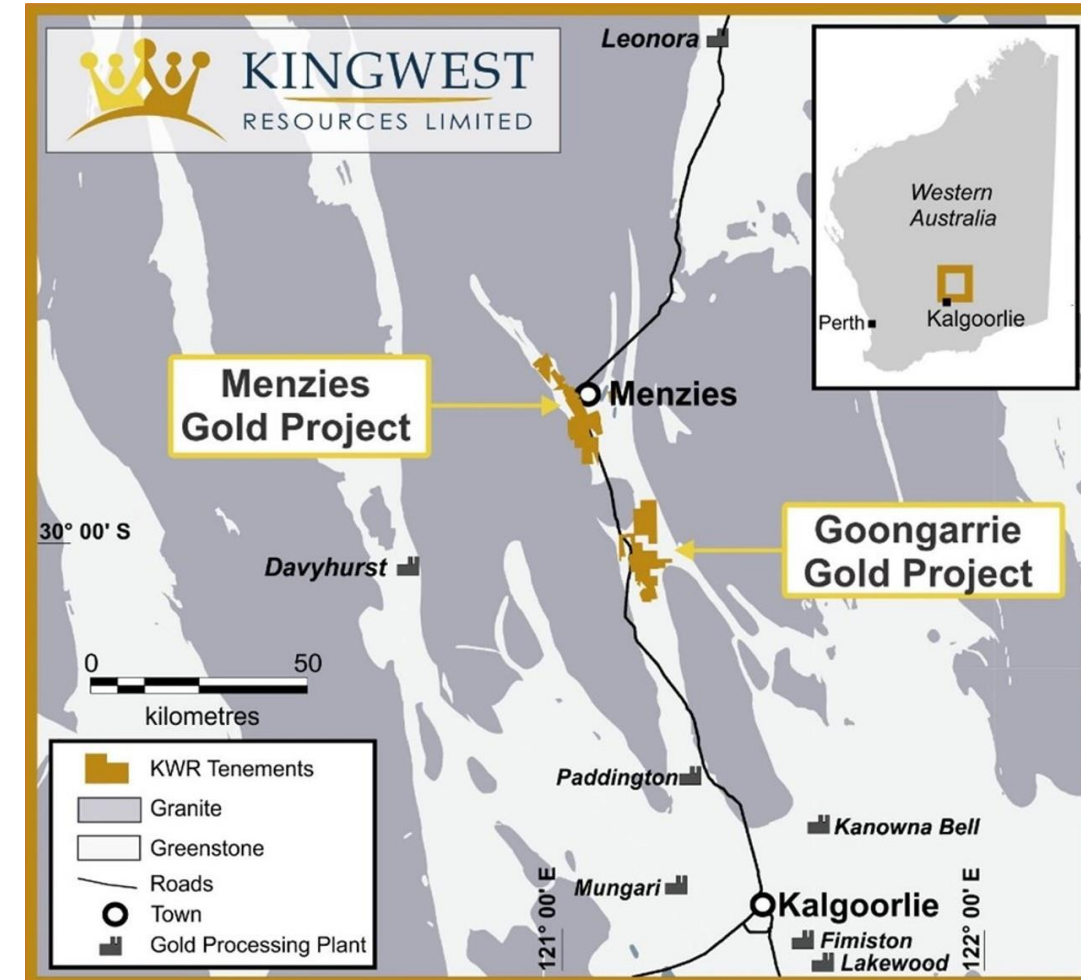 KINGWEST
RESOURCES LIMITED
Leonora
Western
Australia
Perth
Kalgoorlie
Menzies
Gold Project
Menzies
30° 00' S
Davyhurst
Goongarrie
Gold Project
0 50
kilometres
KWR Tenements
Granite
Greenstone
Roads
Town
Gold Processing Plant
Paddington
Kanowna Bell
Mungari
Kalgoorlie
Fimiston
Lakewood
121° 00' E
122° 00' E